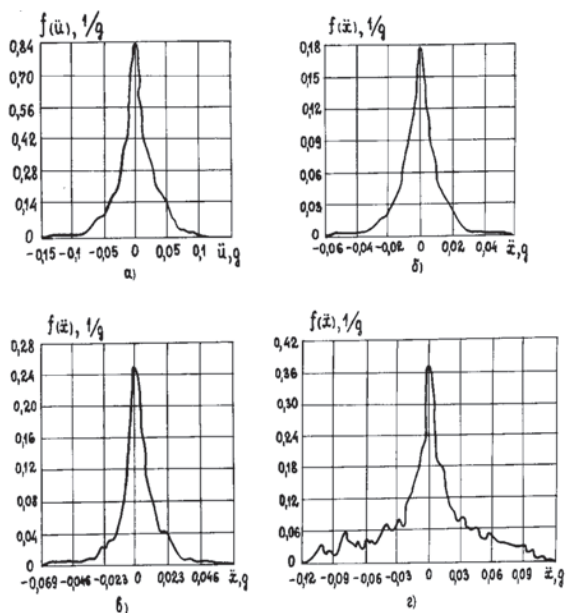 f(ü), 1/g
0,84
0,70
0,56
0,42
0,28
0,14
0
-0,15 -0,1 -0,05 0 0,05 0,1 ü,g
а)
f(ẍ), 1/g
0,18
0,15
0,12
0,09
0,06
0,03
0
-0,06 -0,04 -0,02 0 0,02 0,04 ẍ,g
б)
f(ẍ), 1/g
0,28
0,24
0,20
0,16
0,12
0,08
0,04
0
-0,069 -0,046 -0,023 0 0,023 0,046 ẍ,g
в)
f(ẍ), 1/g
0,42
0,36
0,30
0,24
0,18
0,12
0,06
0
-0,12 -0,09 -0,06 -0,03 0 0,03 0,06 0,09 ẍ,g
г)